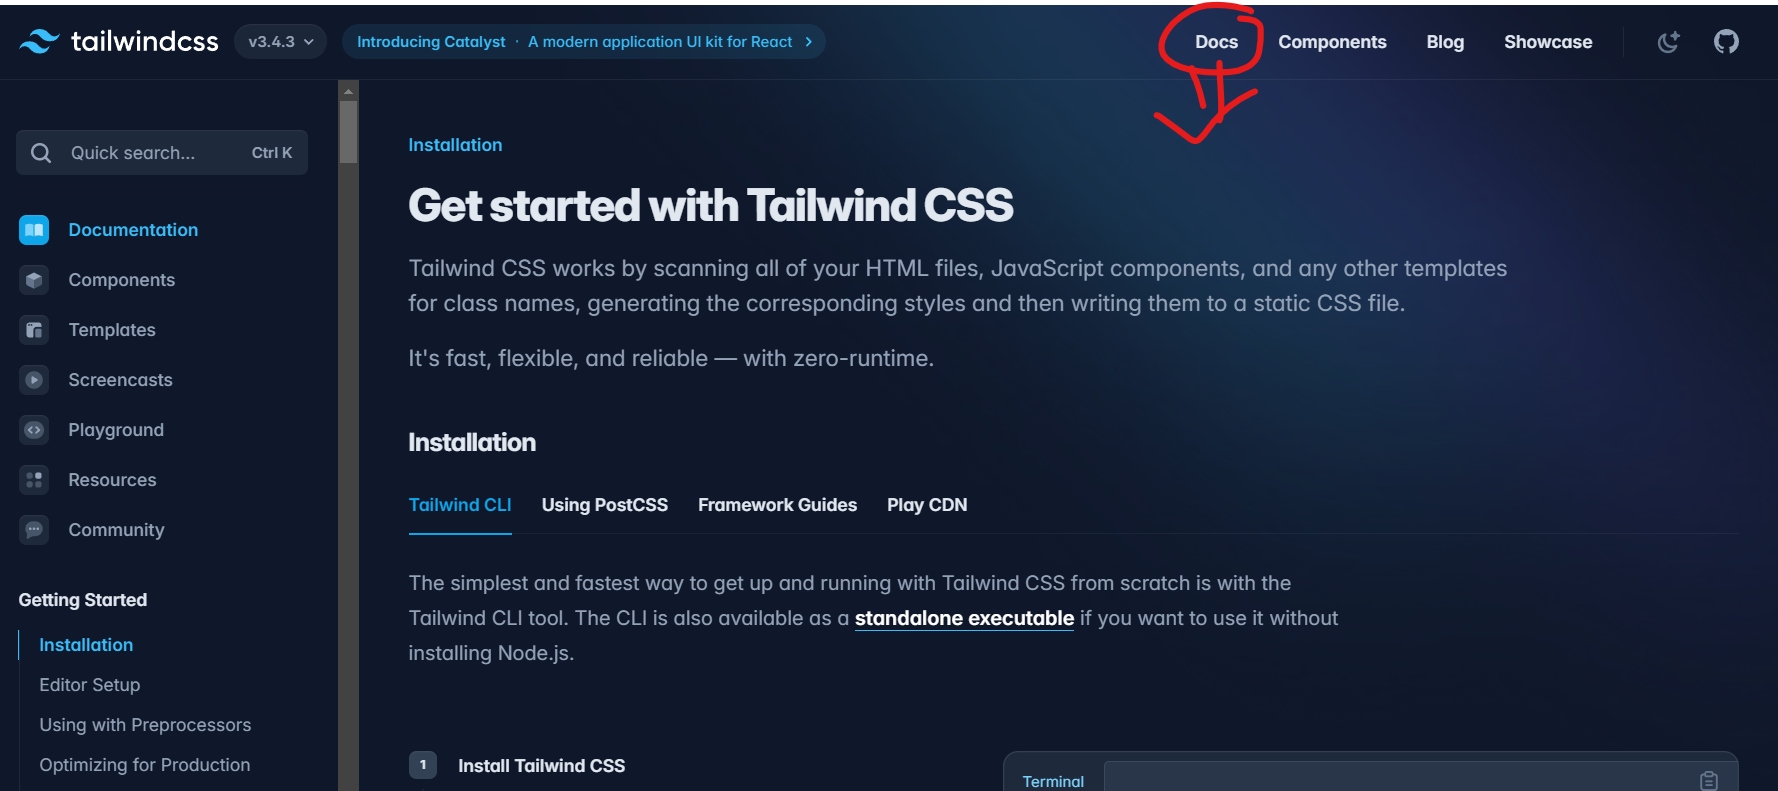 tailwindcss
v3.4.3
Introducing Catalyst · A modern application UI kit for React
Docs
Components
Blog
Showcase
Quick search...
Ctrl K
Documentation
Components
Templates
Screencasts
Playground
Resources
Community
Getting Started
Installation
Editor Setup
Using with Preprocessors
Optimizing for Production
Installation
Get started with Tailwind CSS
Tailwind CSS works by scanning all of your HTML files, JavaScript components, and any other templates
for class names, generating the corresponding styles and then writing them to a static CSS file.
It's fast, flexible, and reliable — with zero-runtime.
Installation
Tailwind CLI
Using PostCSS
Framework Guides
Play CDN
The simplest and fastest way to get up and running with Tailwind CSS from scratch is with the
Tailwind CLI tool. The CLI is also available as a standalone executable if you want to use it without
installing Node.js.
1
Install Tailwind CSS
Terminal